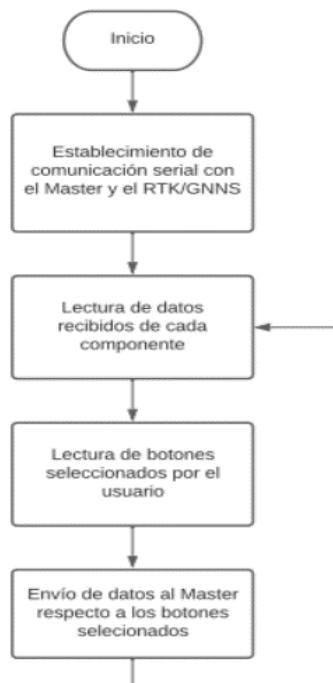 Inicio
Establecimiento de
comunicación serial con
el Master y el RTK/GNNS
Lectura de datos
recibidos de cada
componente
Lectura de botones
seleccionados por el
usuario
Envío de datos al Master
respecto a los botones
selecionados